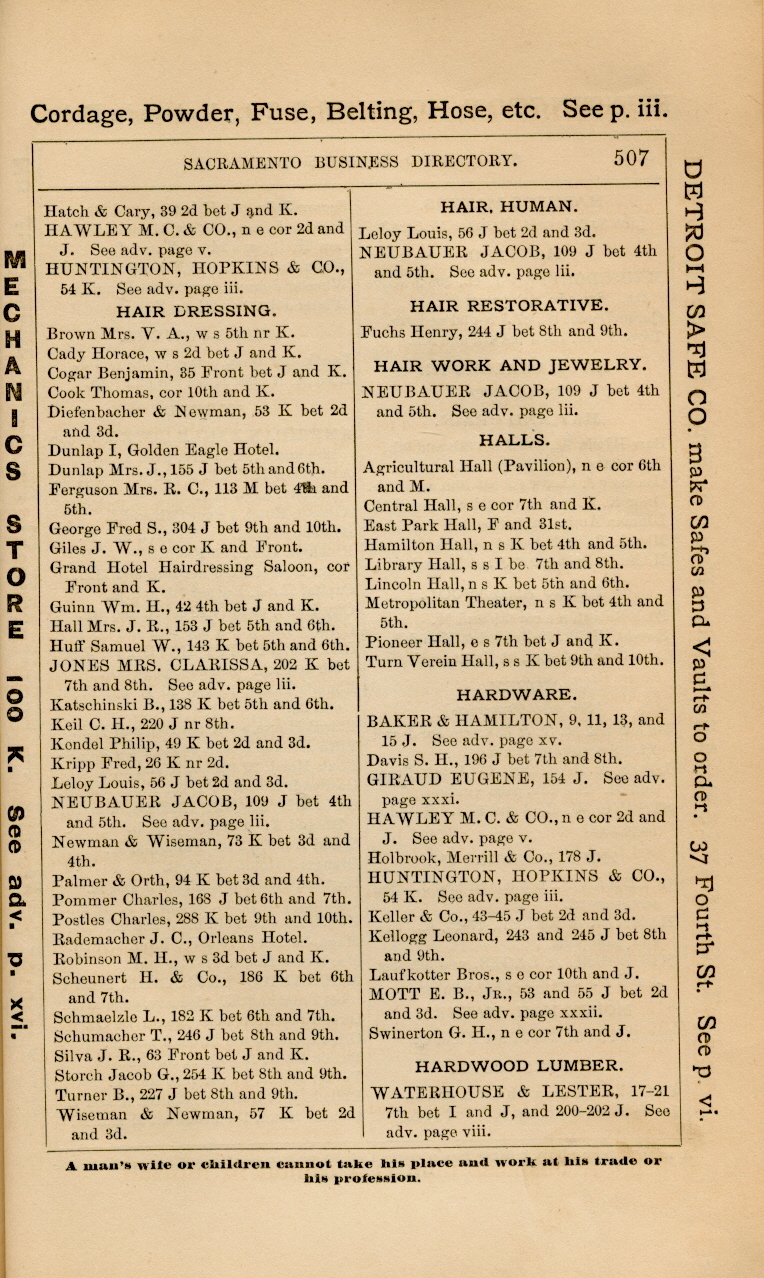 Cordage, Powder, Fuse, Belting, Hose, etc. See p. iii.
SACRAMENTO BUSINESS DIRECTORY. 507
Hatch & Cary, 39 2d bet J and K.
HAWLEY M. C. & CO., n e cor 2d and
J. See adv. page v.
HUNTINGTON, HOPKINS & CO.,
54 K. See adv. page iii.
HAIR DRESSING.
Brown Mrs. V. A., w s 5th nr K.
Cady Horace, w s 2d bet J and K.
Cogar Benjamin, 35 Front bet J and K.
Cook Thomas, cor 10th and K.
Diefenbacher & Newman, 53 K bet 2d
and 3d.
Dunlap I, Golden Eagle Hotel.
Dunlap Mrs. J., 155 J bet 5th and 6th.
Ferguson Mrs. R. C., 113 M bet 4th and
5th.
George Fred S., 304 J bet 9th and 10th.
Giles J. W., s e cor K and Front.
Grand Hotel Hairdressing Saloon, cor
Front and K.
Guinn Wm. H., 42 4th bet J and K.
Hall Mrs. J. R., 153 J bet 5th and 6th.
Huff Samuel W., 143 K bet 5th and 6th.
JONES MRS. CLARISSA, 202 K bet
7th and 8th. See adv. page lii.
Katschinski B., 138 K bet 5th and 6th.
Keil C. H., 220 J nr 8th.
Kendel Philip, 49 K bet 2d and 3d.
Kripp Fred, 26 K nr 2d.
Leloy Louis, 56 J bet 2d and 3d.
NEUBAUER JACOB, 109 J bet 4th
and 5th. See adv. page lii.
Newman & Wiseman, 73 K bet 3d and
4th.
Palmer & Orth, 94 K bet 3d and 4th.
Pommer Charles, 168 J bet 6th and 7th.
Postles Charles, 288 K bet 9th and 10th.
Rademacher J. C., Orleans Hotel.
Robinson M. H., w s 3d bet J and K.
Scheunert H. & Co., 186 K bet 6th
and 7th.
Schmaelzle L., 182 K bet 6th and 7th.
Schumacher T., 246 J bet 8th and 9th.
Silva J. R., 63 Front bet J and K.
Storch Jacob G., 254 K bet 8th and 9th.
Turner B., 227 J bet 8th and 9th.
Wiseman & Newman, 57 K bet 2d
and 3d.
HAIR, HUMAN.
Leloy Louis, 56 J bet 2d and 3d.
NEUBAUER JACOB, 109 J bet 4th
and 5th. See adv. page lii.
HAIR RESTORATIVE.
Fuchs Henry, 244 J bet 8th and 9th.
HAIR WORK AND JEWELRY.
NEUBAUER JACOB, 109 J bet 4th
and 5th. See adv. page lii.
HALLS.
Agricultural Hall (Pavilion), n e cor 6th
and M.
Central Hall, s e cor 7th and K.
East Park Hall, F and 31st.
Hamilton Hall, n s K bet 4th and 5th.
Library Hall, s s I be 7th and 8th.
Lincoln Hall, n s K bet 5th and 6th.
Metropolitan Theater, n s K bet 4th and
5th.
Pioneer Hall, e s 7th bet J and K.
Turn Verein Hall, s s K bet 9th and 10th.
HARDWARE.
BAKER & HAMILTON, 9, 11, 13, and
15 J. See adv. page xv.
Davis S. H., 196 J bet 7th and 8th.
GIRAUD EUGENE, 154 J. See adv.
page xxxi.
HAWLEY M. C. & CO., n e cor 2d and
J. See adv. page v.
Holbrook, Merrill & Co., 178 J.
HUNTINGTON, HOPKINS & CO.,
54 K. See adv. page iii.
Keller & Co., 43-45 J bet 2d and 3d.
Kellogg Leonard, 243 and 245 J bet 8th
and 9th.
Laufkotter Bros., s e cor 10th and J.
MOTT E. B., JR., 53 and 55 J bet 2d
and 3d. See adv. page xxxii.
Swinerton G. H., n e cor 7th and J.
HARDWOOD LUMBER.
WATERHOUSE & LESTER, 17-21
7th bet I and J, and 200-202 J. See
adv. page viii.
A man's wife or children cannot take his place and work at his trade or
his profession.
MECHANICS STORE 100 K. See adv. p. xvi.
DETROIT SAFE CO. make Safes and Vaults to order. 37 Fourth St. See p. vi.